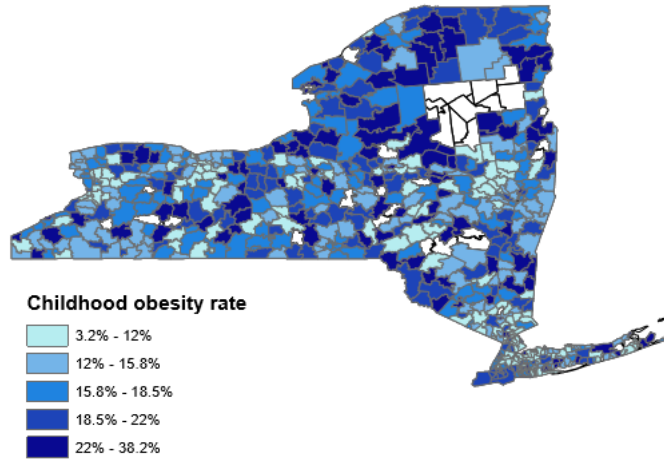 Childhood obesity rate
3.2% - 12%
12% - 15.8%
15.8% - 18.5%
18.5% - 22%
22% - 38.2%